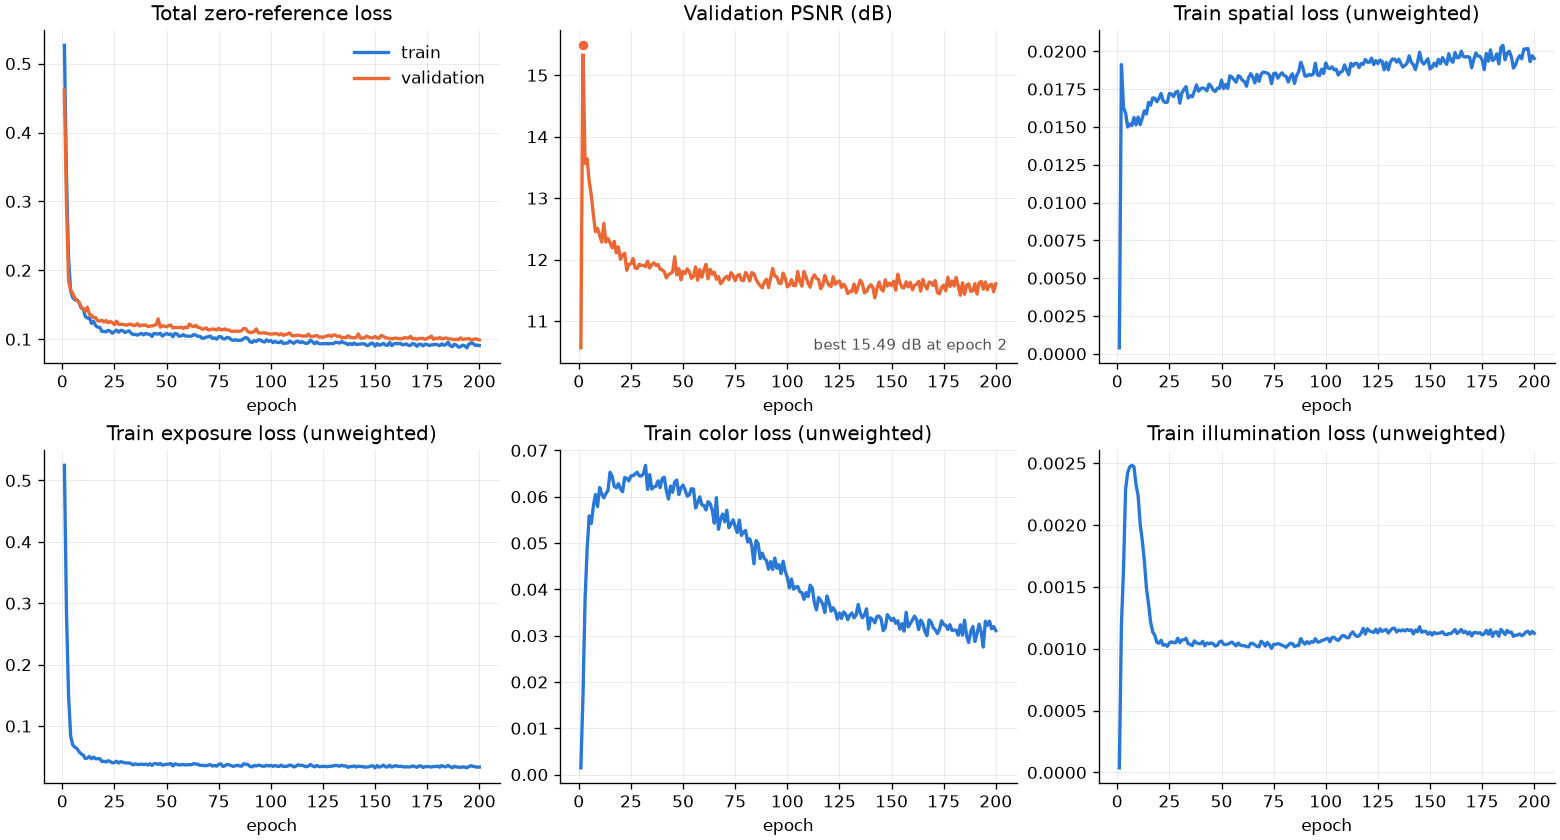 Total zero-reference loss
0.5
0.4
0.3
0.2
0.1
train
validation
0 25 50 75 100 125 150 175 200
epoch
Validation PSNR (dB)
15
14
13
12
11
best 15.49 dB at epoch 2
0 25 50 75 100 125 150 175 200
epoch
Train spatial loss (unweighted)
0.0200
0.0175
0.0150
0.0125
0.0100
0.0075
0.0050
0.0025
0.0000
0 25 50 75 100 125 150 175 200
epoch
Train exposure loss (unweighted)
0.5
0.4
0.3
0.2
0.1
0 25 50 75 100 125 150 175 200
epoch
Train color loss (unweighted)
0.07
0.06
0.05
0.04
0.03
0.02
0.01
0.00
0 25 50 75 100 125 150 175 200
epoch
Train illumination loss (unweighted)
0.0025
0.0020
0.0015
0.0010
0.0005
0.0000
0 25 50 75 100 125 150 175 200
epoch